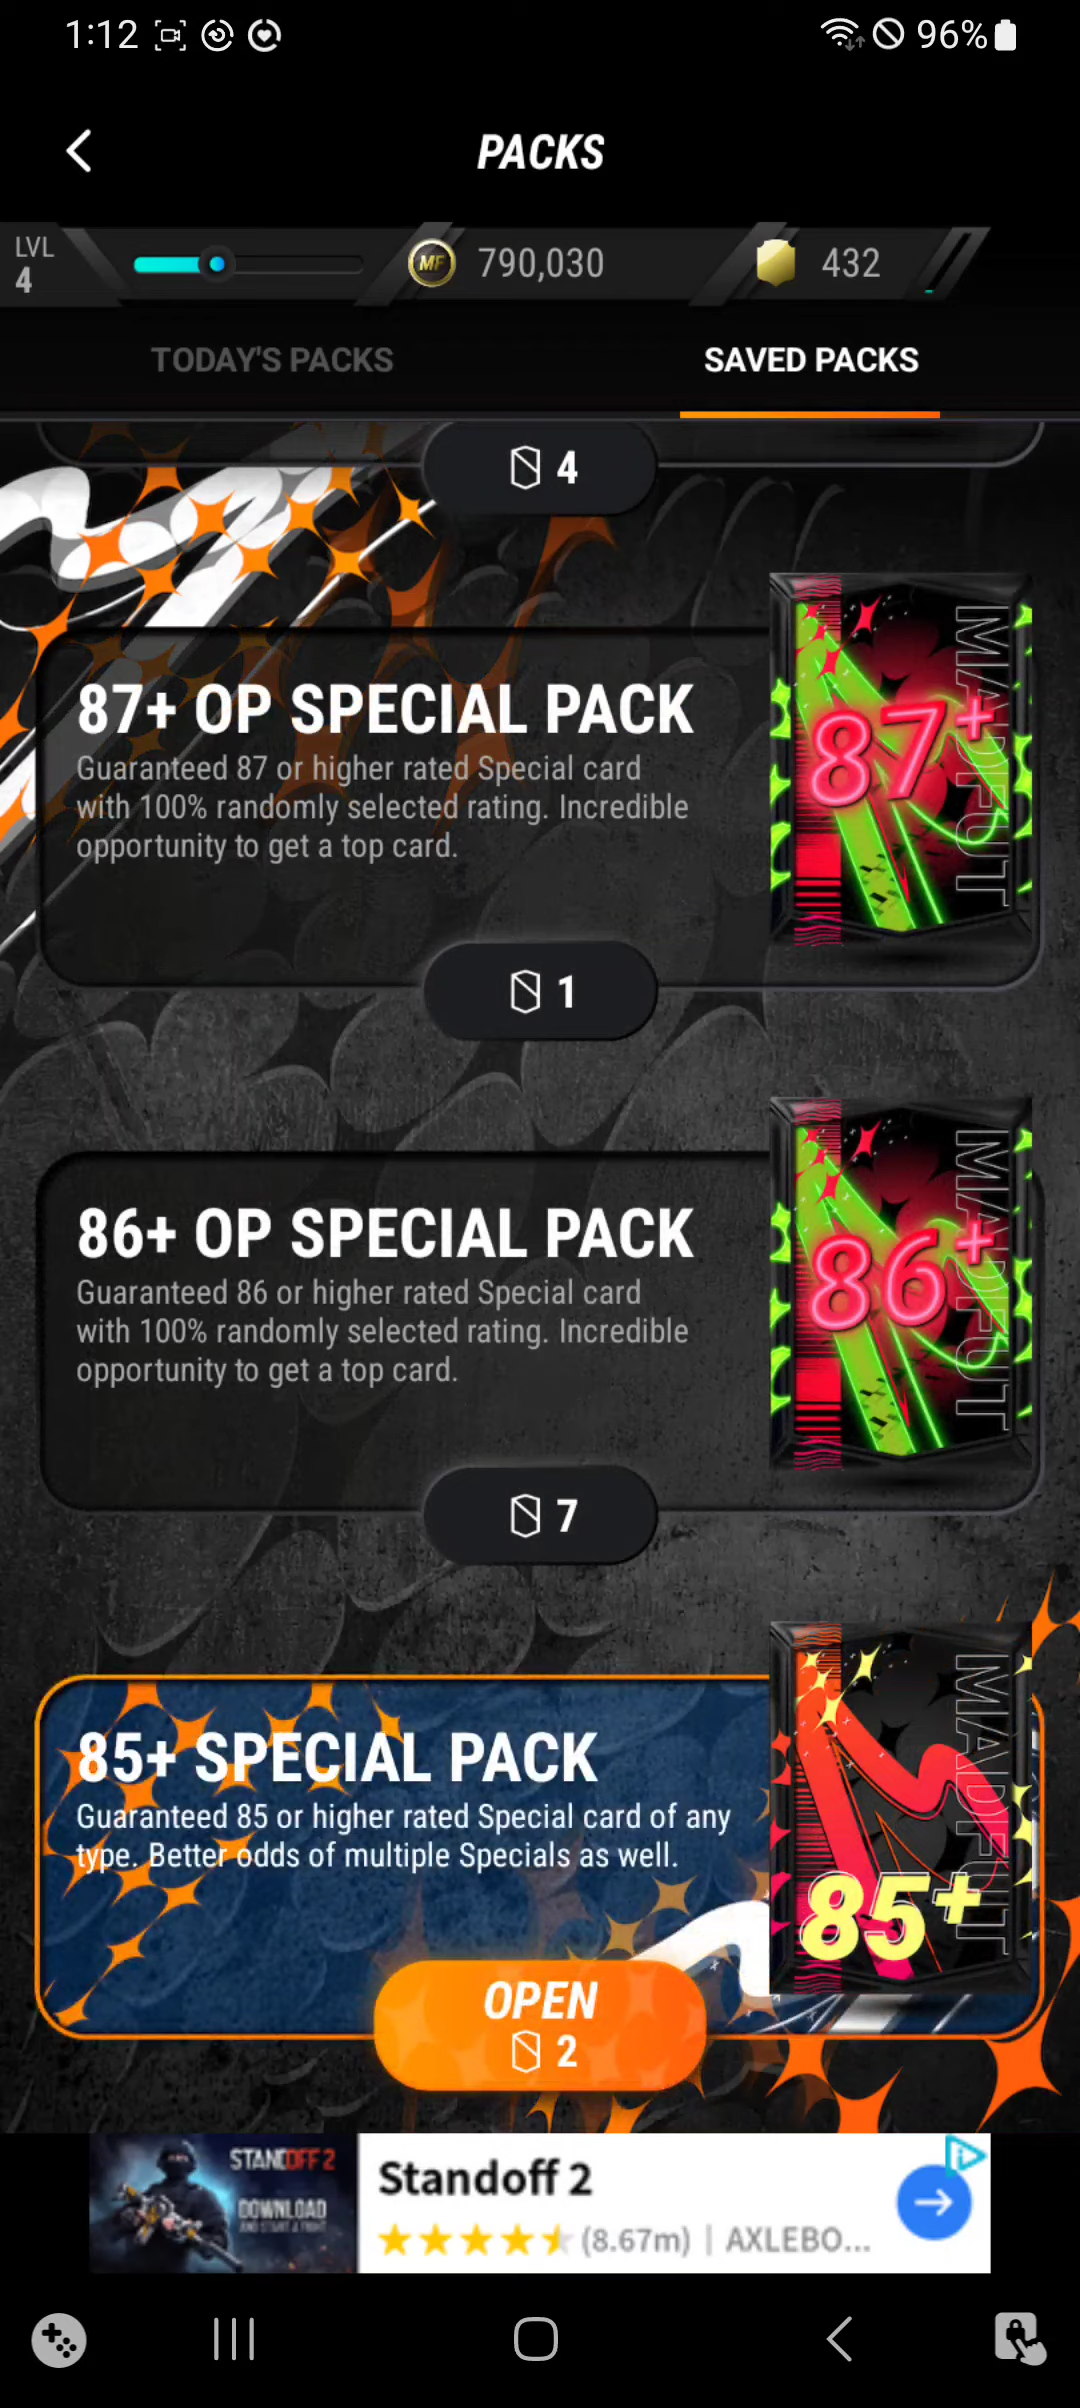 1:12
96%
PACKS
LVL
4
MF
790,030
432
TODAY'S PACKS
SAVED PACKS
4
87+ OP SPECIAL PACK
Guaranteed 87 or higher rated Special card
with 100% randomly selected rating. Incredible
opportunity to get a top card.
87+
MADFUT
1
86+ OP SPECIAL PACK
Guaranteed 86 or higher rated Special card
with 100% randomly selected rating. Incredible
opportunity to get a top card.
86+
MADFUT
7
85+ SPECIAL PACK
Guaranteed 85 or higher rated Special card of any
type. Better odds of multiple Specials as well.
85+
MADFUT
OPEN
2
STANDOFF 2
DOWNLOAD
AND START A FIGHT
Standoff 2
(8.67m) | AXLEBO...